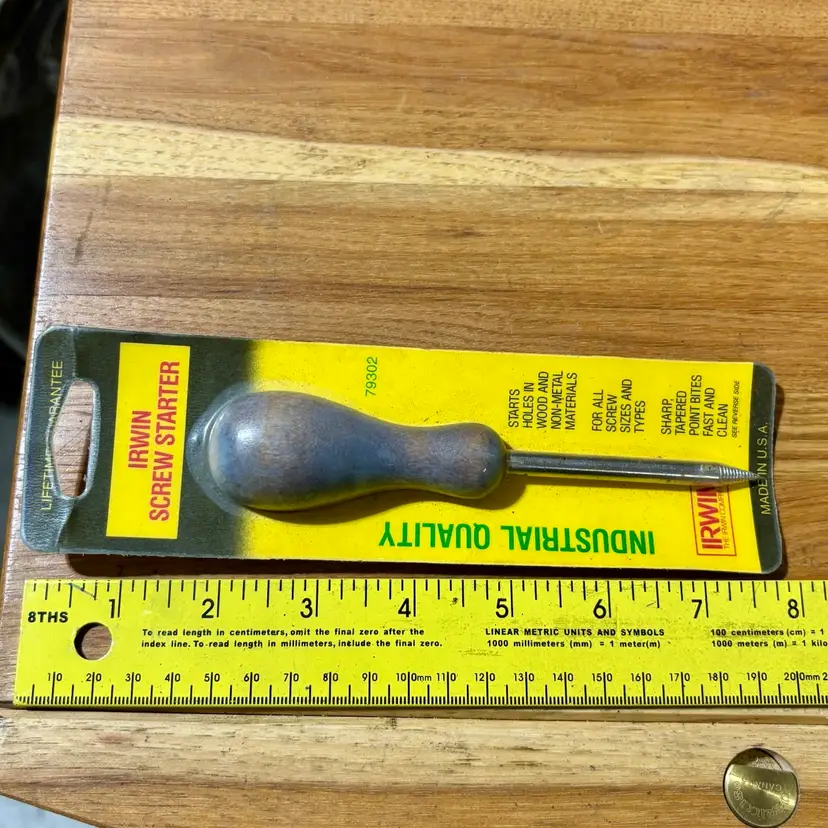 LIFETIME GUARANTEE
IRWIN
SCREW STARTER
79302
STARTS
HOLES IN
WOOD AND
NON-METAL
MATERIALS
FOR ALL
SCREW
SIZES AND
TYPES
SHARP,
TAPERED
POINT BITES
FAST AND
CLEAN
SEE REVERSE SIDE
INDUSTRIAL QUALITY
IRWIN
THE IRWIN COMPANY
MADE IN U.S.A.
1 2 3 4 5 6 7 8
8THS
To read length in centimeters, omit the final zero after the
index line. To read length in millimeters, include the final zero.
LINEAR METRIC UNITS AND SYMBOLS
1000 millimeters (mm) = 1 meter(m)
100 centimeters (cm) = 1
1000 meters (m) = 1 kilo
10 20 30 40 50 60 70 80 90 100mm 110 120 130 140 150 160 170 180 190 200mm 2